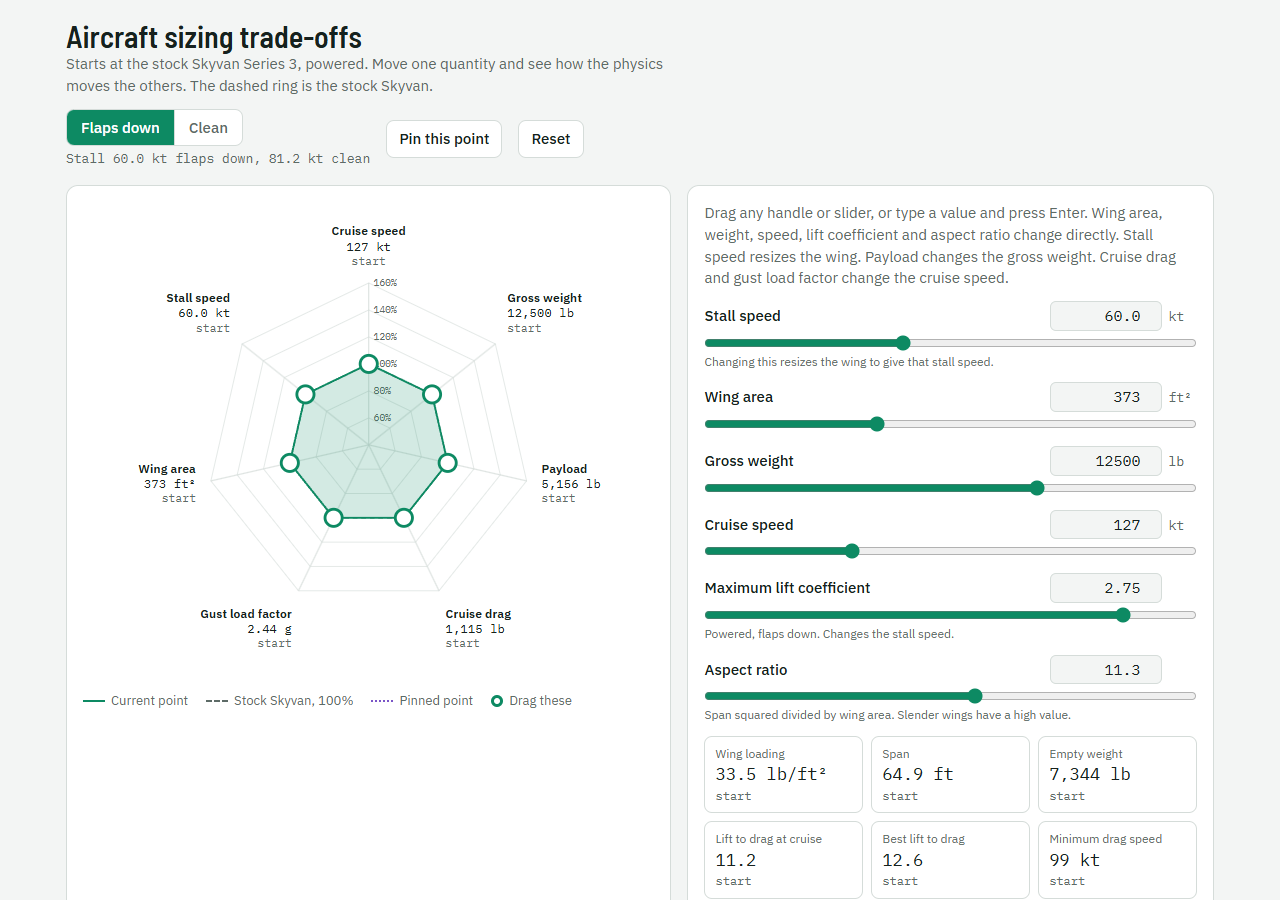 Aircraft sizing trade-offs
Starts at the stock Skyvan Series 3, powered. Move one quantity and see how the physics
moves the others. The dashed ring is the stock Skyvan.
Flaps down
Clean
Stall 60.0 kt flaps down, 81.2 kt clean
Pin this point
Reset
Cruise speed
127 kt
start
160%
140%
120%
100%
80%
60%
Stall speed
60.0 kt
start
Gross weight
12,500 lb
start
Wing area
373 ft²
start
Payload
5,156 lb
start
Gust load factor
2.44 g
start
Cruise drag
1,115 lb
start
Current point
Stock Skyvan, 100%
Pinned point
Drag these
Drag any handle or slider, or type a value and press Enter. Wing area,
weight, speed, lift coefficient and aspect ratio change directly. Stall
speed resizes the wing. Payload changes the gross weight. Cruise drag
and gust load factor change the cruise speed.
Stall speed 60.0 kt
Changing this resizes the wing to give that stall speed.
Wing area 373 ft²
Gross weight 12500 lb
Cruise speed 127 kt
Maximum lift coefficient 2.75
Powered, flaps down. Changes the stall speed.
Aspect ratio 11.3
Span squared divided by wing area. Slender wings have a high value.
Wing loading
33.5 lb/ft²
start
Span
64.9 ft
start
Empty weight
7,344 lb
start
Lift to drag at cruise
11.2
start
Best lift to drag
12.6
start
Minimum drag speed
99 kt
start